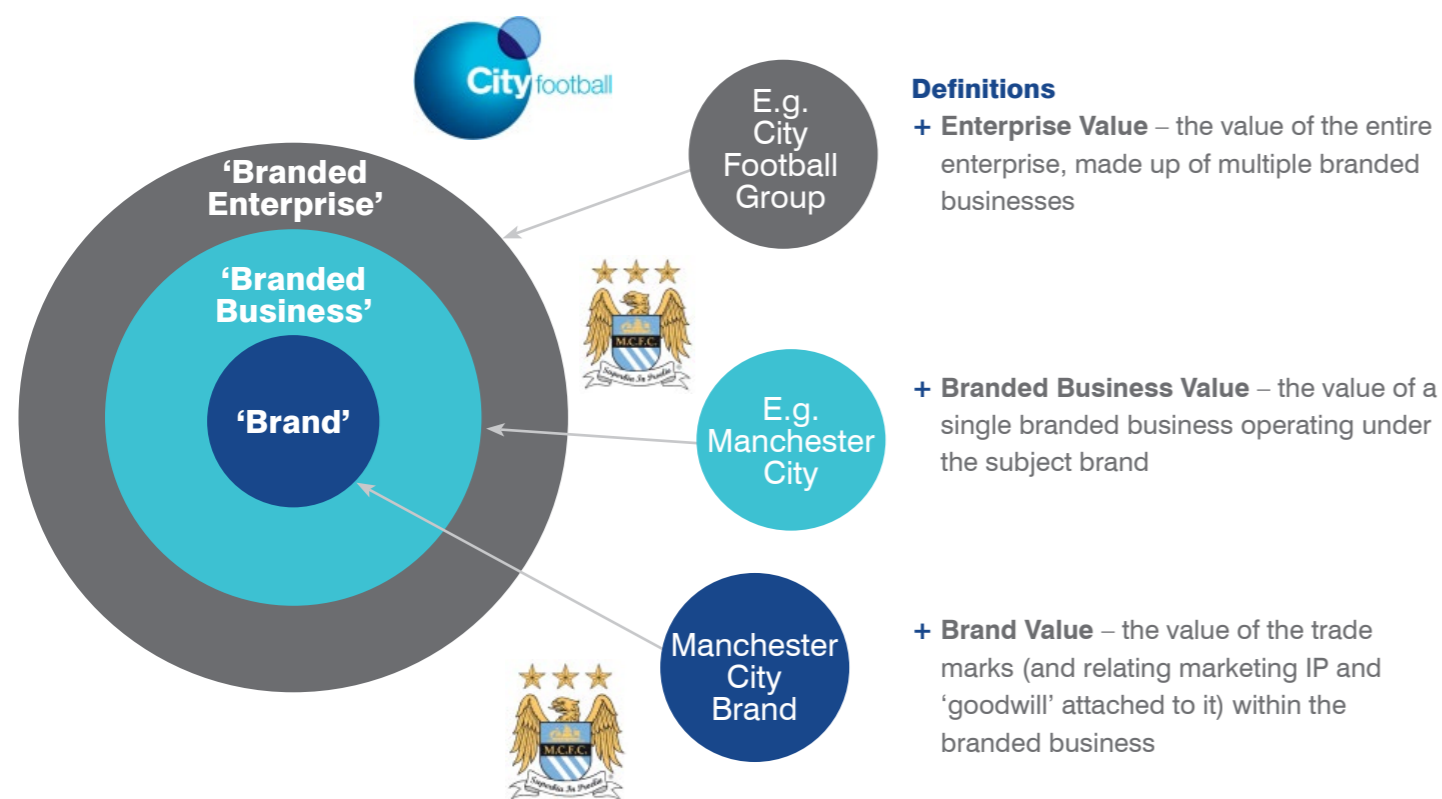 City football
'Branded
Enterprise'
'Branded
Business'
'Brand'
E.g.
City
Football
Group
M.C.F.C.
Superbia In Proelia
E.g.
Manchester
City
Manchester
City
Brand
M.C.F.C.
Superbia In Proelia
Definitions
+ Enterprise Value – the value of the entire
enterprise, made up of multiple branded
businesses
+ Branded Business Value – the value of a
single branded business operating under
the subject brand
+ Brand Value – the value of the trade
marks (and relating marketing IP and
‘goodwill’ attached to it) within the
branded business